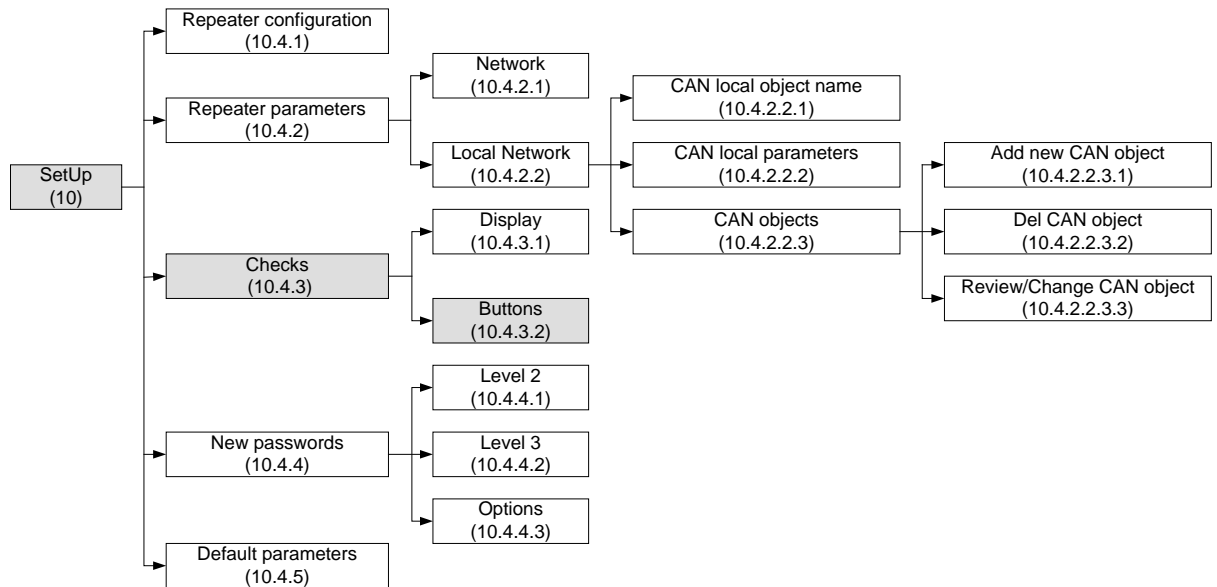 Repeater configuration
(10.4.1)
Network
(10.4.2.1)
CAN local object name
(10.4.2.2.1)
Repeater parameters
(10.4.2)
Local Network
(10.4.2.2)
CAN local parameters
(10.4.2.2.2)
Add new CAN object
(10.4.2.2.3.1)
SetUp
(10)
Display
(10.4.3.1)
CAN objects
(10.4.2.2.3)
Del CAN object
(10.4.2.2.3.2)
Checks
(10.4.3)
Buttons
(10.4.3.2)
Review/Change CAN object
(10.4.2.2.3.3)
Level 2
(10.4.4.1)
New passwords
(10.4.4)
Level 3
(10.4.4.2)
Options
(10.4.4.3)
Default parameters
(10.4.5)